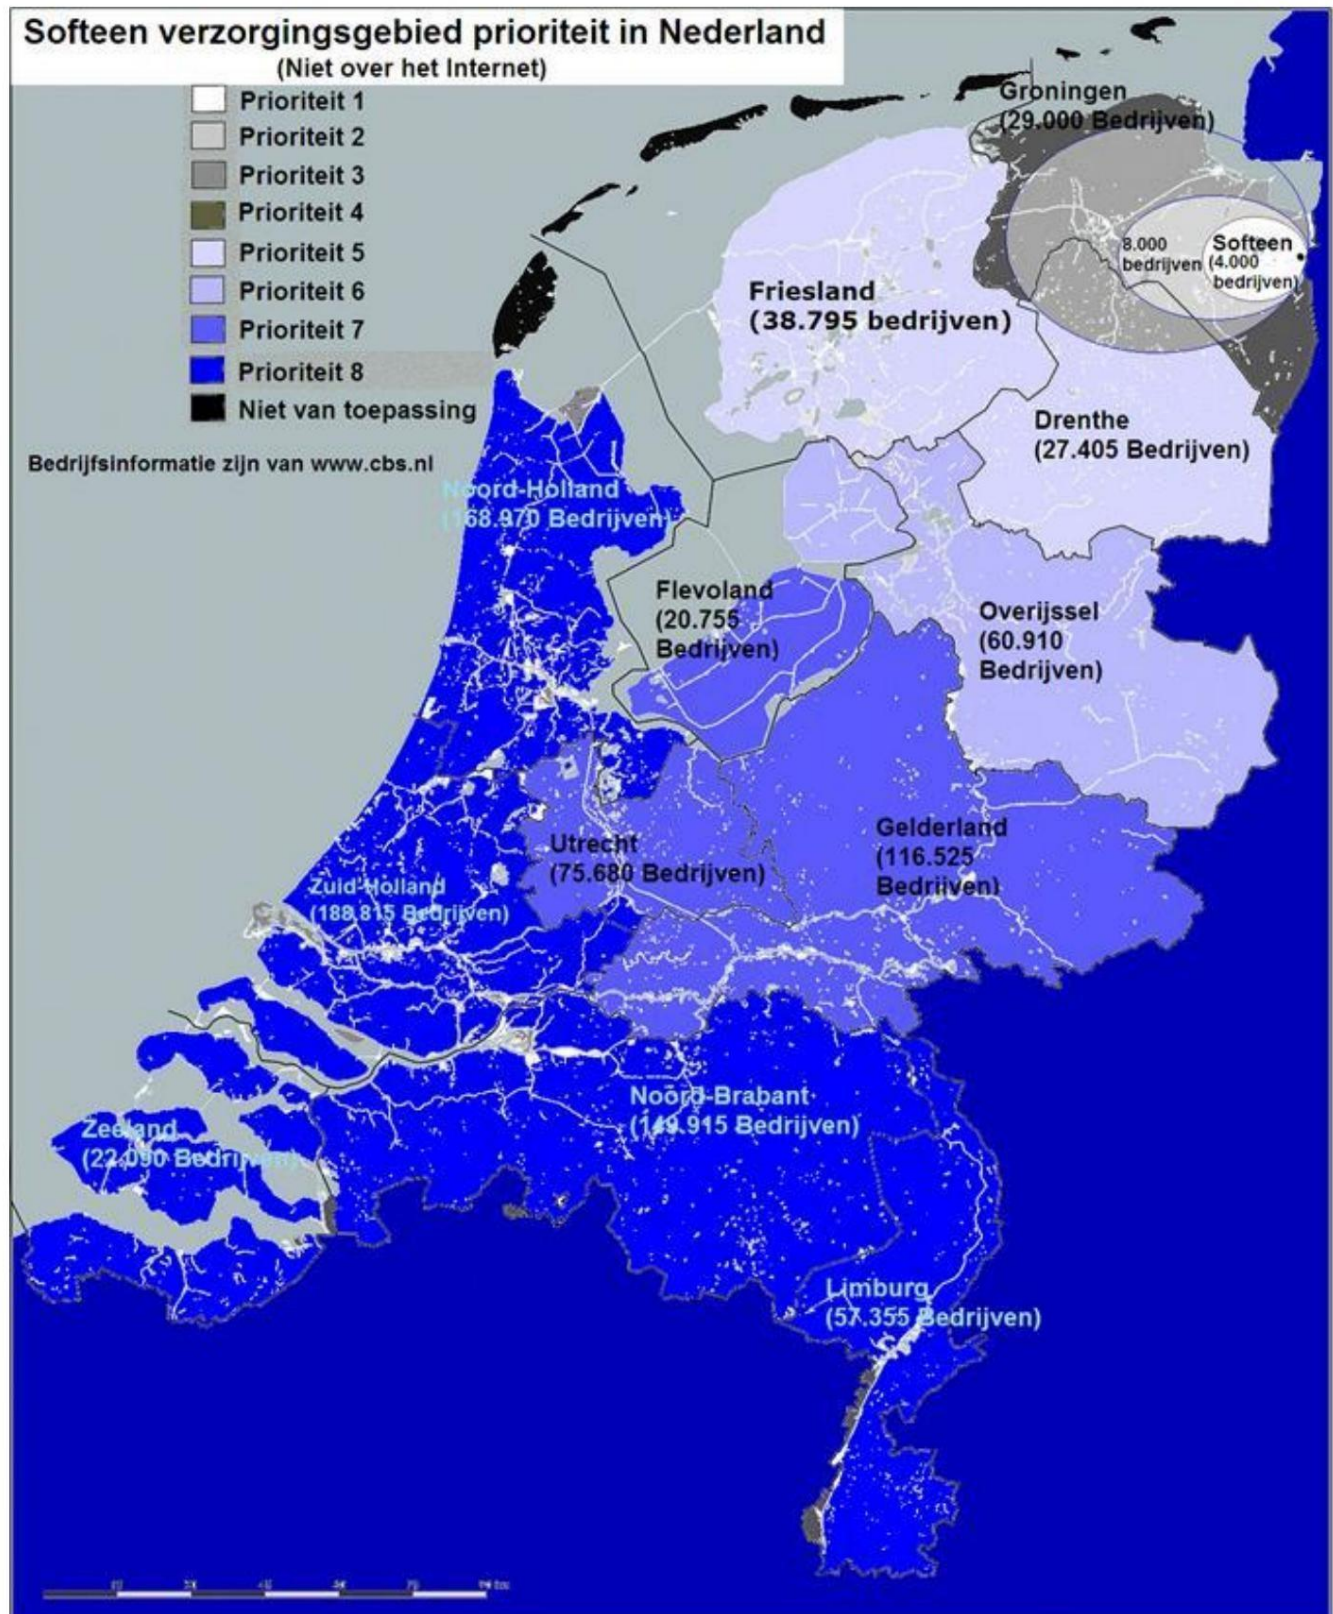 Softeen verzorgingsgebied prioriteit in Nederland
(Niet over het Internet)
Prioriteit 1
Prioriteit 2
Prioriteit 3
Prioriteit 4
Prioriteit 5
Prioriteit 6
Prioriteit 7
Prioriteit 8
Niet van toepassing
Bedrijfsinformatie zijn van www.cbs.nl
Groningen
(29.000 Bedrijven)
8.000
bedrijven
Softeen
(4.000
bedrijven)
Friesland
(38.795 bedrijven)
Drenthe
(27.405 Bedrijven)
Noord-Holland
(168.970 Bedrijven)
Flevoland
(20.755
Bedrijven)
Overijssel
(60.910
Bedrijven)
Utrecht
(75.680 Bedrijven)
Gelderland
(116.525
Bedrijven)
Zuid-Holland
(188.815 Bedrijven)
Noord-Brabant
(149.915 Bedrijven)
Zeeland
(22.090 Bedrijven)
Limburg
(57.355 Bedrijven)